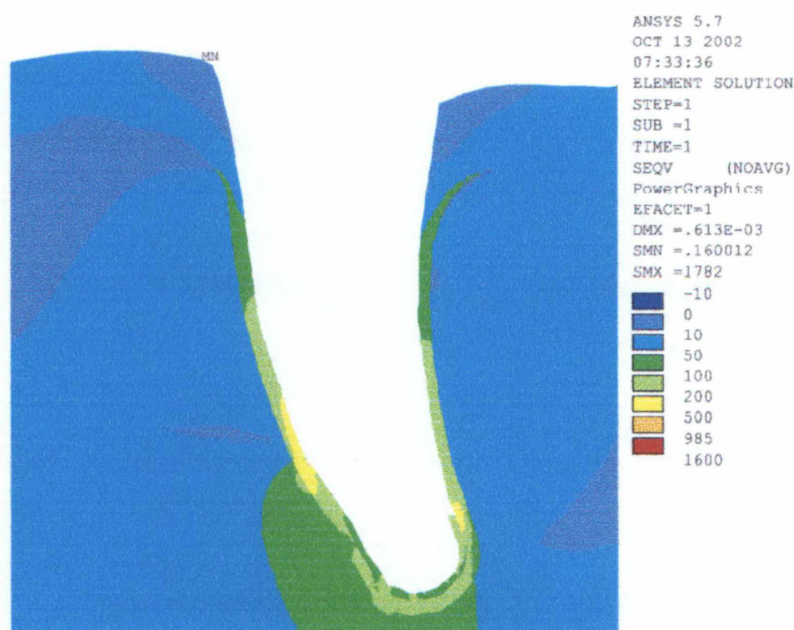 MN
ANSYS 5.7
OCT 13 2002
07:33:36
ELEMENT SOLUTION
STEP=1
SUB =1
TIME=1
SEQV (NOAVG)
PowerGraphics
EFACET=1
DMX =.613E-03
SMN =.160012
SMX =1782
-10
0
10
50
100
200
500
985
1600